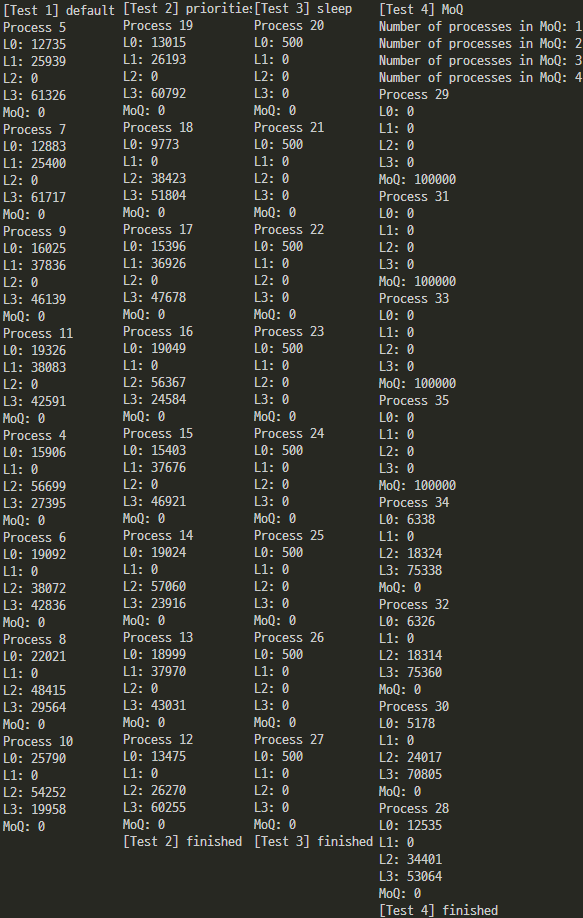 [Test 1] default
Process 5
L0: 12735
L1: 25939
L2: 0
L3: 61326
MoQ: 0
Process 7
L0: 12883
L1: 25400
L2: 0
L3: 61717
MoQ: 0
Process 9
L0: 16025
L1: 37836
L2: 0
L3: 46139
MoQ: 0
Process 11
L0: 19326
L1: 38083
L2: 0
L3: 42591
MoQ: 0
Process 4
L0: 15906
L1: 0
L2: 56699
L3: 27395
MoQ: 0
Process 6
L0: 19092
L1: 0
L2: 38072
L3: 42836
MoQ: 0
Process 8
L0: 22021
L1: 0
L2: 48415
L3: 29564
MoQ: 0
Process 10
L0: 25790
L1: 0
L2: 54252
L3: 19958
MoQ: 0
[Test 2] priorities
Process 19
L0: 13015
L1: 26193
L2: 0
L3: 60792
MoQ: 0
Process 18
L0: 9773
L1: 0
L2: 38423
L3: 51804
MoQ: 0
Process 17
L0: 15396
L1: 36926
L2: 0
L3: 47678
MoQ: 0
Process 16
L0: 19049
L1: 0
L2: 56367
L3: 24584
MoQ: 0
Process 15
L0: 15403
L1: 37676
L2: 0
L3: 46921
MoQ: 0
Process 14
L0: 19024
L1: 0
L2: 57060
L3: 23916
MoQ: 0
Process 13
L0: 18999
L1: 37970
L2: 0
L3: 43031
MoQ: 0
Process 12
L0: 13475
L1: 0
L2: 26270
L3: 60255
MoQ: 0
[Test 2] finished
[Test 3] sleep
Process 20
L0: 500
L1: 0
L2: 0
L3: 0
MoQ: 0
Process 21
L0: 500
L1: 0
L2: 0
L3: 0
MoQ: 0
Process 22
L0: 500
L1: 0
L2: 0
L3: 0
MoQ: 0
Process 23
L0: 500
L1: 0
L2: 0
L3: 0
MoQ: 0
Process 24
L0: 500
L1: 0
L2: 0
L3: 0
MoQ: 0
Process 25
L0: 500
L1: 0
L2: 0
L3: 0
MoQ: 0
Process 26
L0: 500
L1: 0
L2: 0
L3: 0
MoQ: 0
Process 27
L0: 500
L1: 0
L2: 0
L3: 0
MoQ: 0
[Test 3] finished
[Test 4] MoQ
Number of processes in MoQ: 1
Number of processes in MoQ: 2
Number of processes in MoQ: 3
Number of processes in MoQ: 4
Process 29
L0: 0
L1: 0
L2: 0
L3: 0
MoQ: 100000
Process 31
L0: 0
L1: 0
L2: 0
L3: 0
MoQ: 100000
Process 33
L0: 0
L1: 0
L2: 0
L3: 0
MoQ: 100000
Process 35
L0: 0
L1: 0
L2: 0
L3: 0
MoQ: 100000
Process 34
L0: 6338
L1: 0
L2: 18324
L3: 75338
MoQ: 0
Process 32
L0: 6326
L1: 0
L2: 18314
L3: 75360
MoQ: 0
Process 30
L0: 5178
L1: 0
L2: 24017
L3: 70805
MoQ: 0
Process 28
L0: 12535
L1: 0
L2: 34401
L3: 53064
MoQ: 0
[Test 4] finished